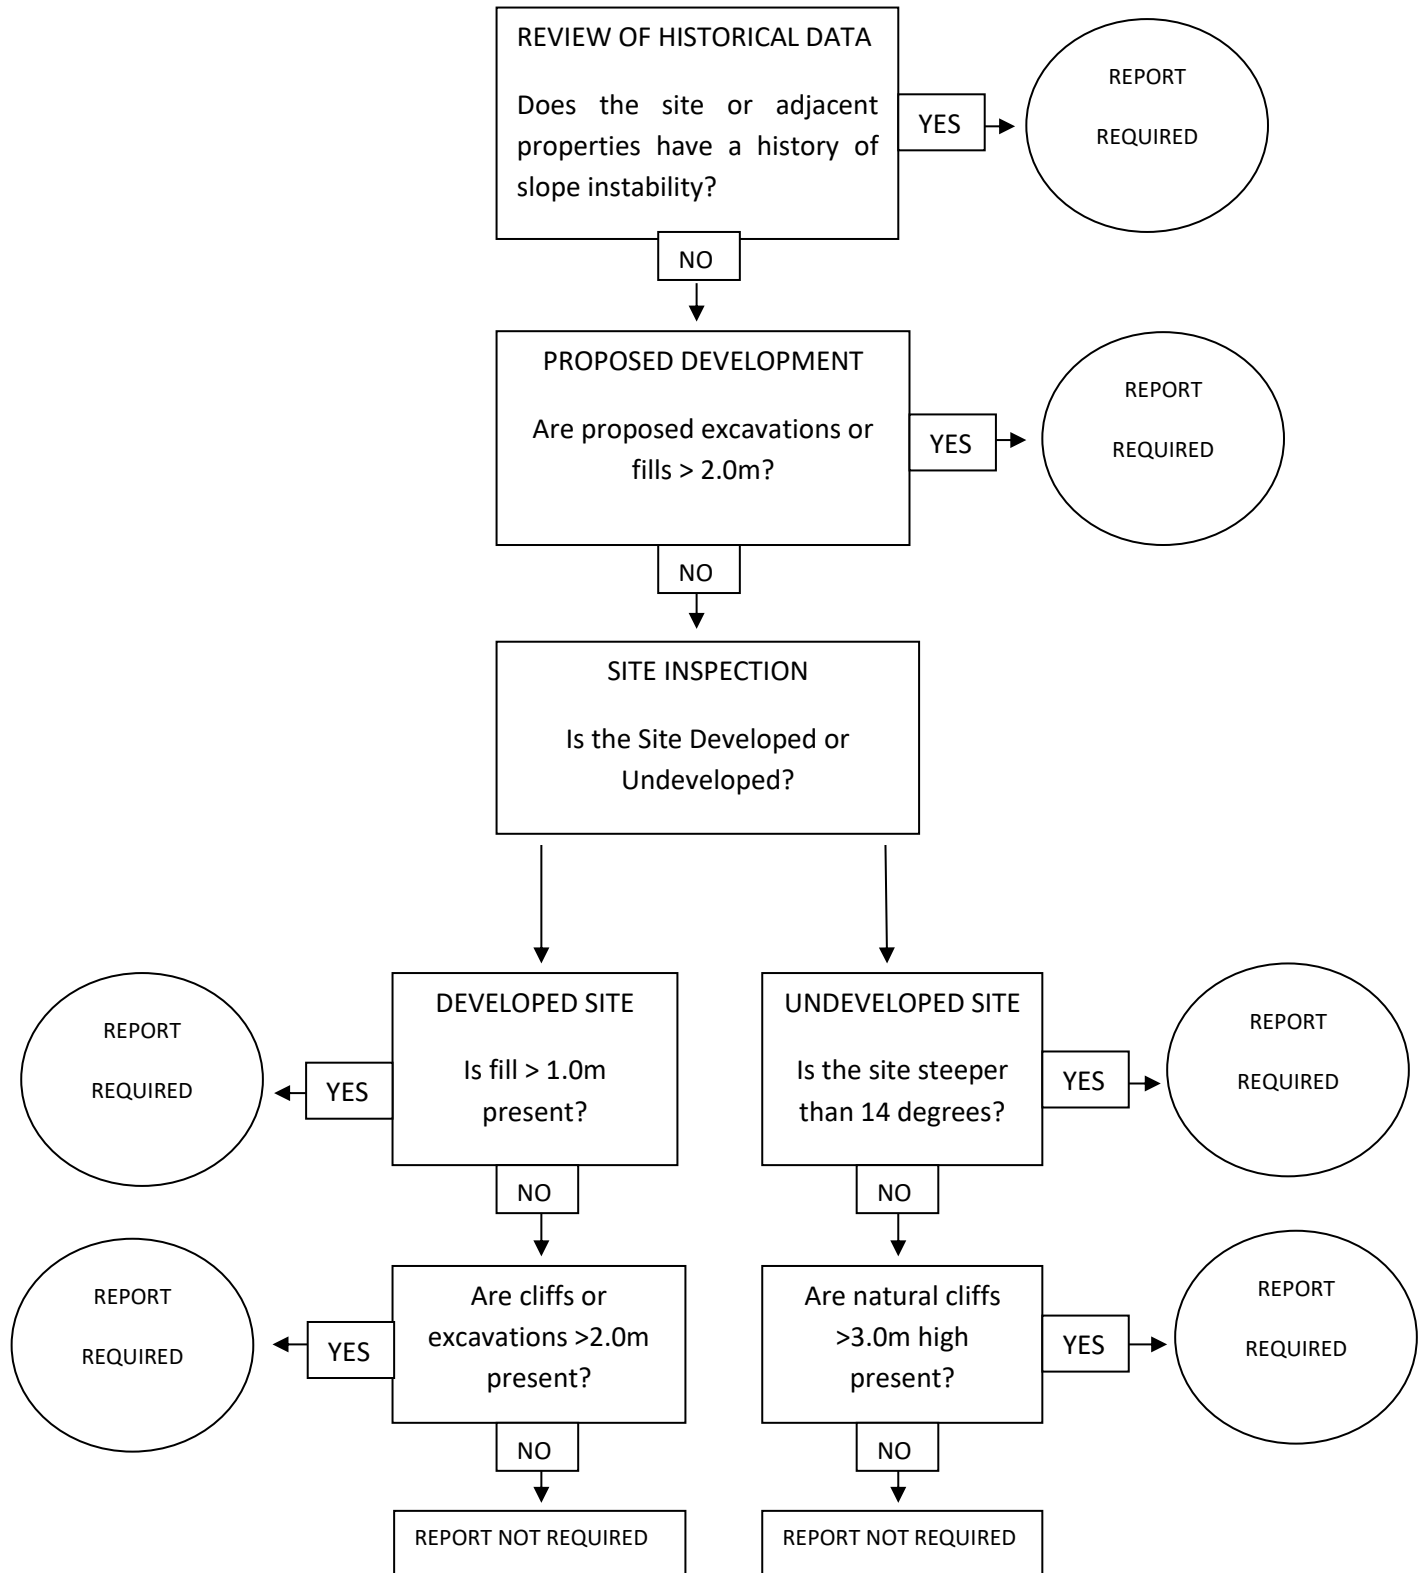 REVIEW OF HISTORICAL DATA
Does the site or adjacent
properties have a history of
slope instability?
YES
REPORT
REQUIRED
NO
PROPOSED DEVELOPMENT
Are proposed excavations or
fills > 2.0m?
YES
REPORT
REQUIRED
NO
SITE INSPECTION
Is the Site Developed or
Undeveloped?
REPORT
REQUIRED
YES
DEVELOPED SITE
Is fill > 1.0m
present?
NO
UNDEVELOPED SITE
Is the site steeper
than 14 degrees?
YES
REPORT
REQUIRED
NO
REPORT
REQUIRED
YES
Are cliffs or
excavations >2.0m
present?
NO
Are natural cliffs
>3.0m high
present?
YES
REPORT
REQUIRED
NO
REPORT NOT REQUIRED
REPORT NOT REQUIRED